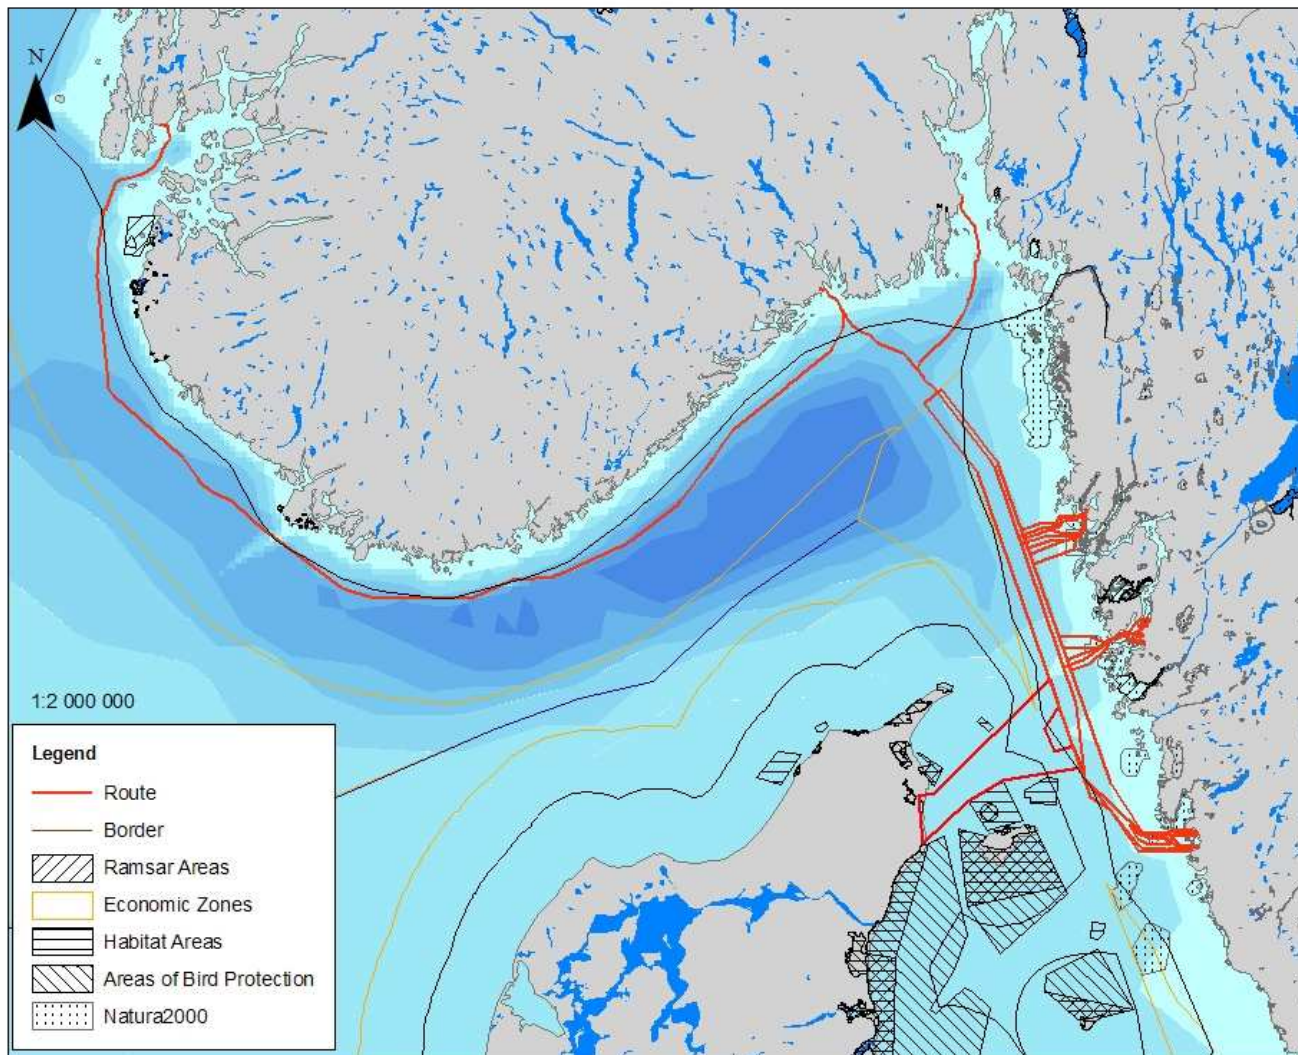 N
1:2 000 000
Legend
Route
Border
Ramsar Areas
Economic Zones
Habitat Areas
Areas of Bird Protection
Natura2000